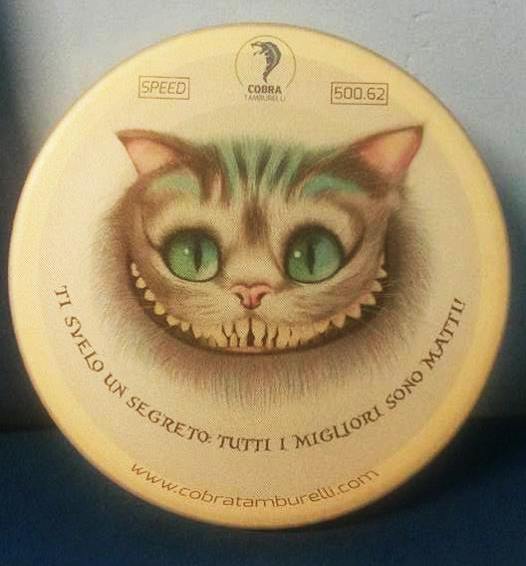 SPEED
COBRA
TAMBURELLI
500.62
TI SVELO UN SEGRETO: TUTTI I MIGLIORI SONO MATTI!
www.cobratamburelli.com